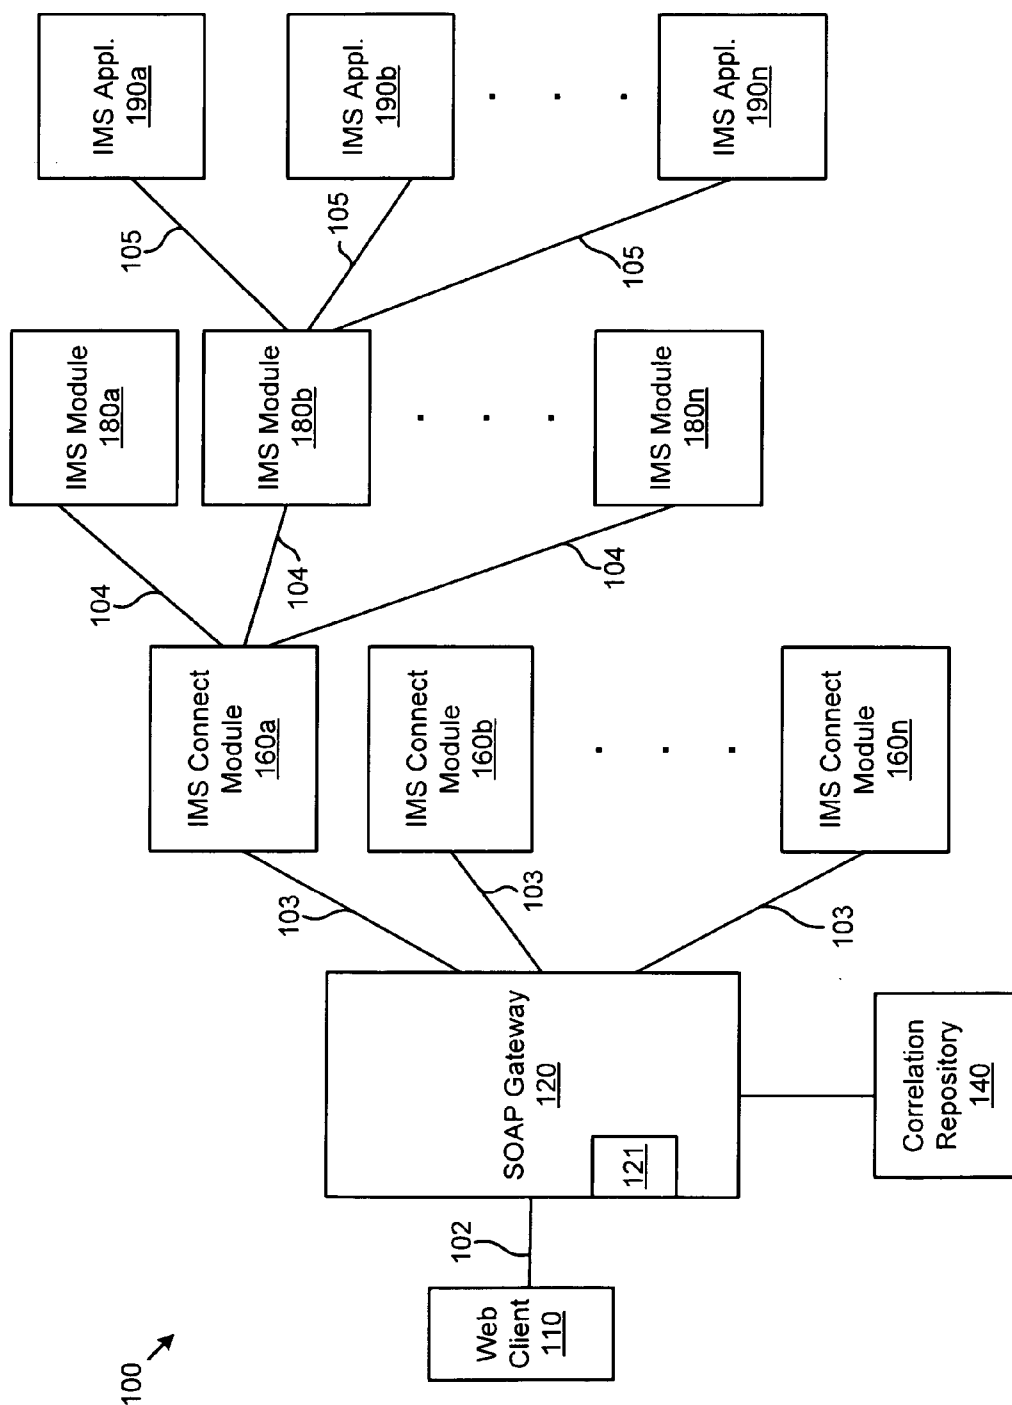 100
Web
Client
110
102
SOAP Gateway
120
121
Correlation
Repository
140
103
103
103
IMS Connect
Module
160a
IMS Connect
Module
160b
IMS Connect
Module
160n
104
104
104
IMS Module
180a
IMS Module
180b
IMS Module
180n
105
105
105
IMS Appl.
190a
IMS Appl.
190b
IMS Appl.
190n